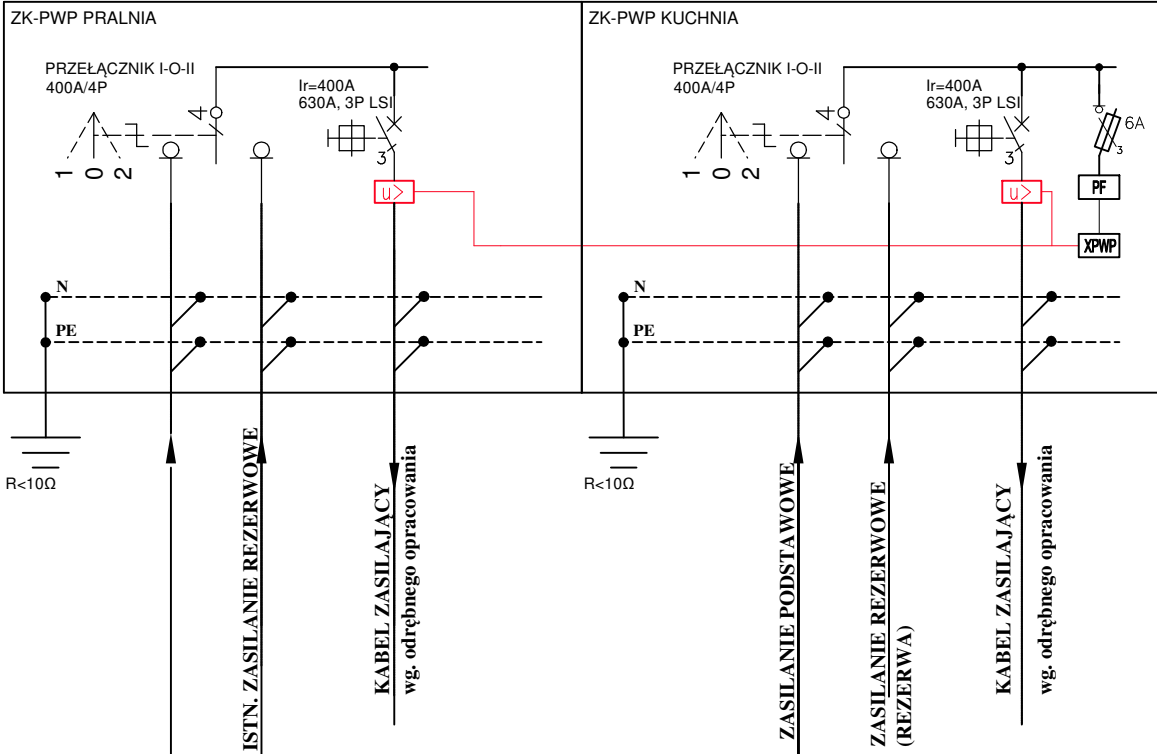 ZK-PWP PRALNIA
PRZEŁĄCZNIK I-O-II
400A/4P
1 0 2
4
Ir=400A
630A, 3P LSI
3
u>
N
PE
R<10Ω
ISTN. ZASILANIE REZERWOWE
KABEL ZASILAJĄCY
wg. odrębnego opracowania
ZK-PWP KUCHNIA
PRZEŁĄCZNIK I-O-II
400A/4P
1 0 2
4
Ir=400A
630A, 3P LSI
3
u>
6A
3
PF
XPWP
N
PE
R<10Ω
ZASILANIE PODSTAWOWE
ZASILANIE REZERWOWE
(REZERWA)
KABEL ZASILAJĄCY
wg. odrębnego opracowania